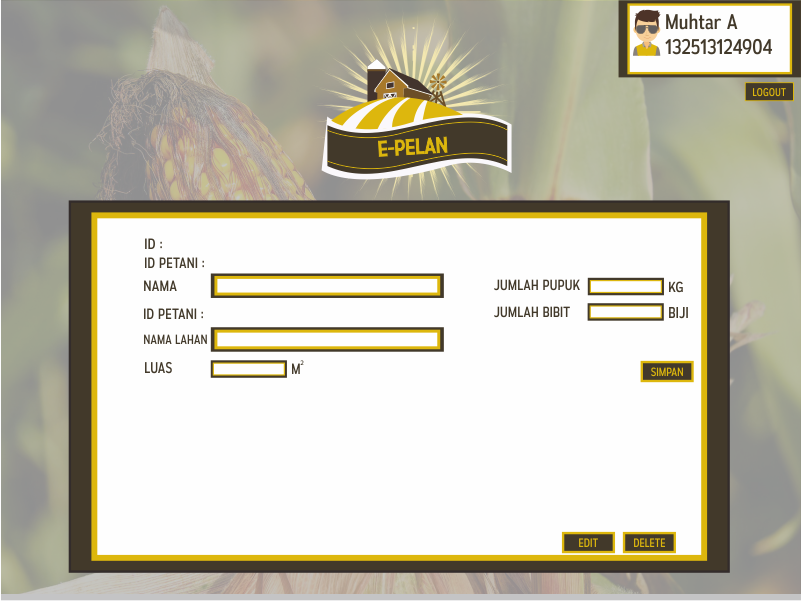 Muhtar A
132513124904
LOGOUT
E-PELAN
ID :
ID PETANI :
NAMA
ID PETANI :
NAMA LAHAN
LUAS M²
JUMLAH PUPUK KG
JUMLAH BIBIT BIJI
SIMPAN
EDIT DELETE